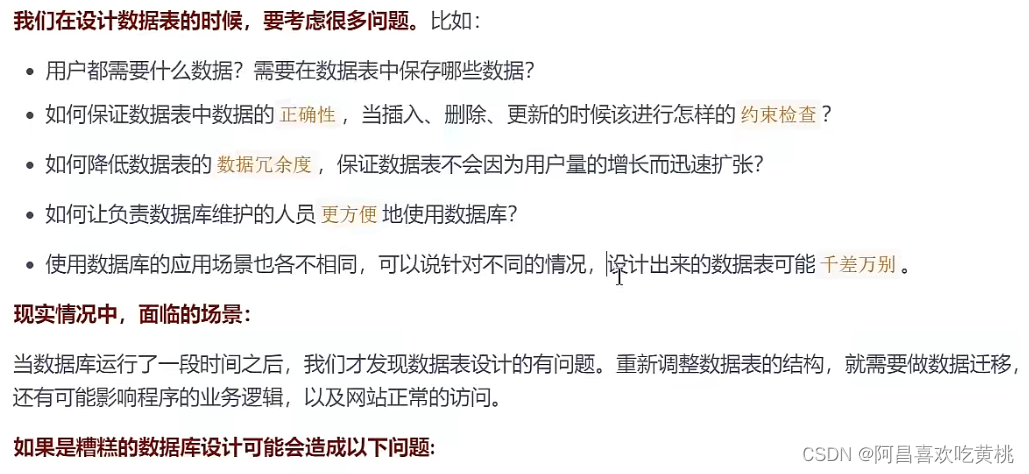 我们在设计数据表的时候，要考虑很多问题。比如：
• 用户都需要什么数据？需要在数据表中保存哪些数据？
• 如何保证数据表中数据的 正确性 ，当插入、删除、更新的时候该进行怎样的 约束检查 ？
• 如何降低数据表的 数据冗余度 ，保证数据表不会因为用户量的增长而迅速扩张？
• 如何让负责数据库维护的人员 更方便 地使用数据库？
• 使用数据库的应用场景也各不相同，可以说针对不同的情况，设计出来的数据表可能 千差万别 。
现实情况中，面临的场景：
当数据库运行了一段时间之后，我们才发现数据表设计的有问题。重新调整数据表的结构，就需要做数据迁移，
还有可能影响程序的业务逻辑，以及网站正常的访问。
如果是糟糕的数据库设计可能会造成以下问题：
CSDN @阿昌喜欢吃黄桃